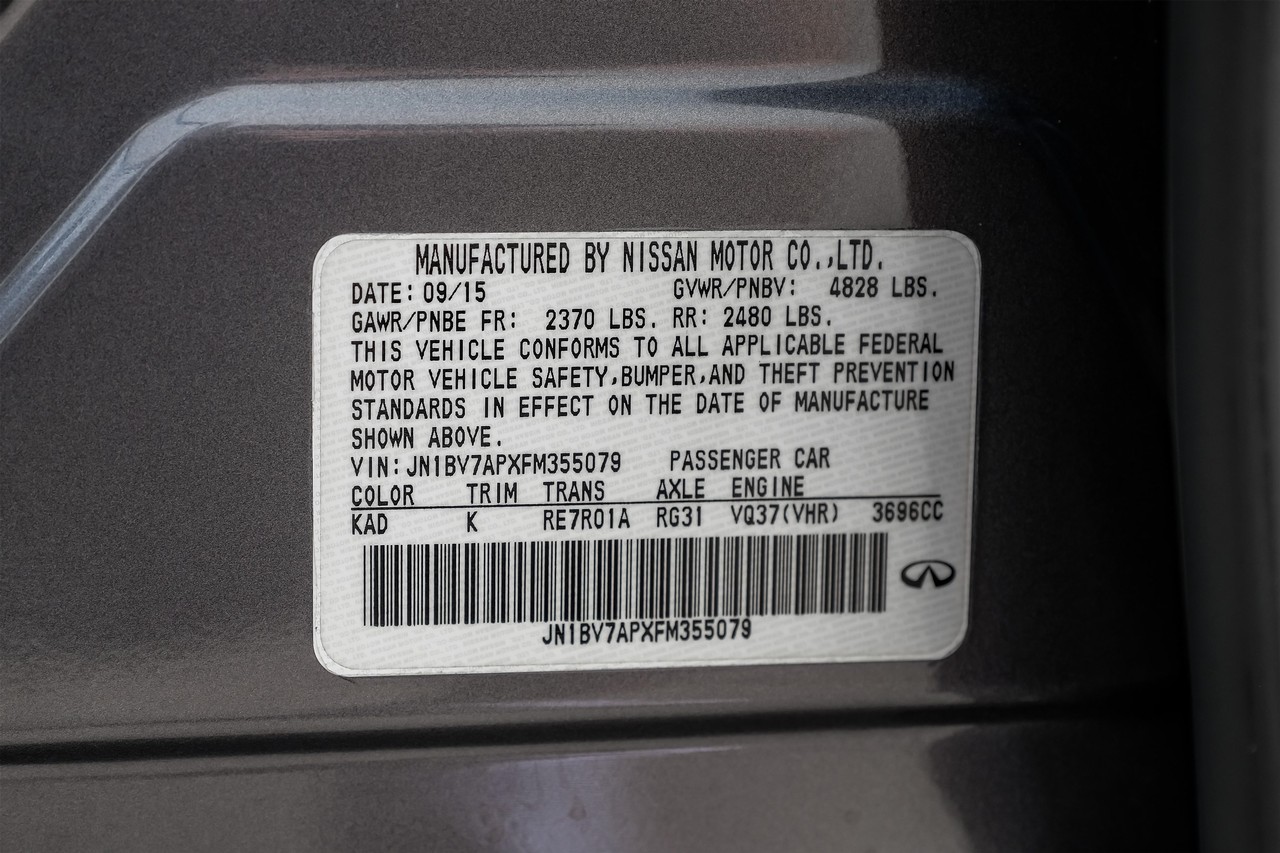 MANUFACTURED BY NISSAN MOTOR CO.,LTD.
DATE: 09/15 GVWR/PNBV: 4828 LBS.
GAWR/PNBE FR: 2370 LBS. RR: 2480 LBS.
THIS VEHICLE CONFORMS TO ALL APPLICABLE FEDERAL
MOTOR VEHICLE SAFETY,BUMPER,AND THEFT PREVENTION
STANDARDS IN EFFECT ON THE DATE OF MANUFACTURE
SHOWN ABOVE.
VIN:JN1BV7APXFM355079 PASSENGER CAR
COLOR TRIM TRANS AXLE ENGINE
KAD K RE7R01A RG31 VQ37(VHR) 3696CC
JN1BV7APXFM355079